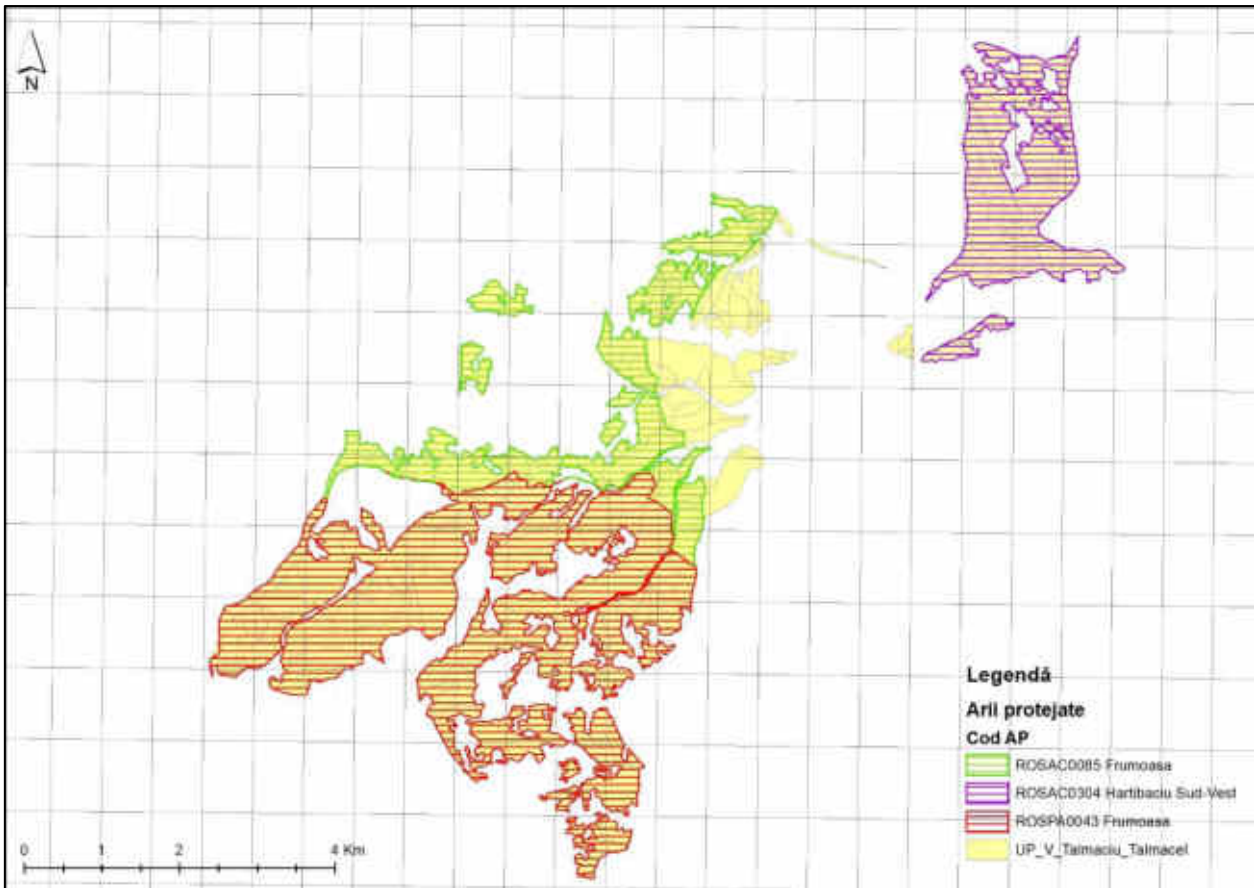 N
Legendă
Arii protejate
Cod AP
ROSAC0085 Frumoasa
ROSAC0304 Hartibaciu Sud-Vest
ROSPA0043 Frumoasa
UP_V_Talmaciu_Talmacel
0 1 2 4 Km